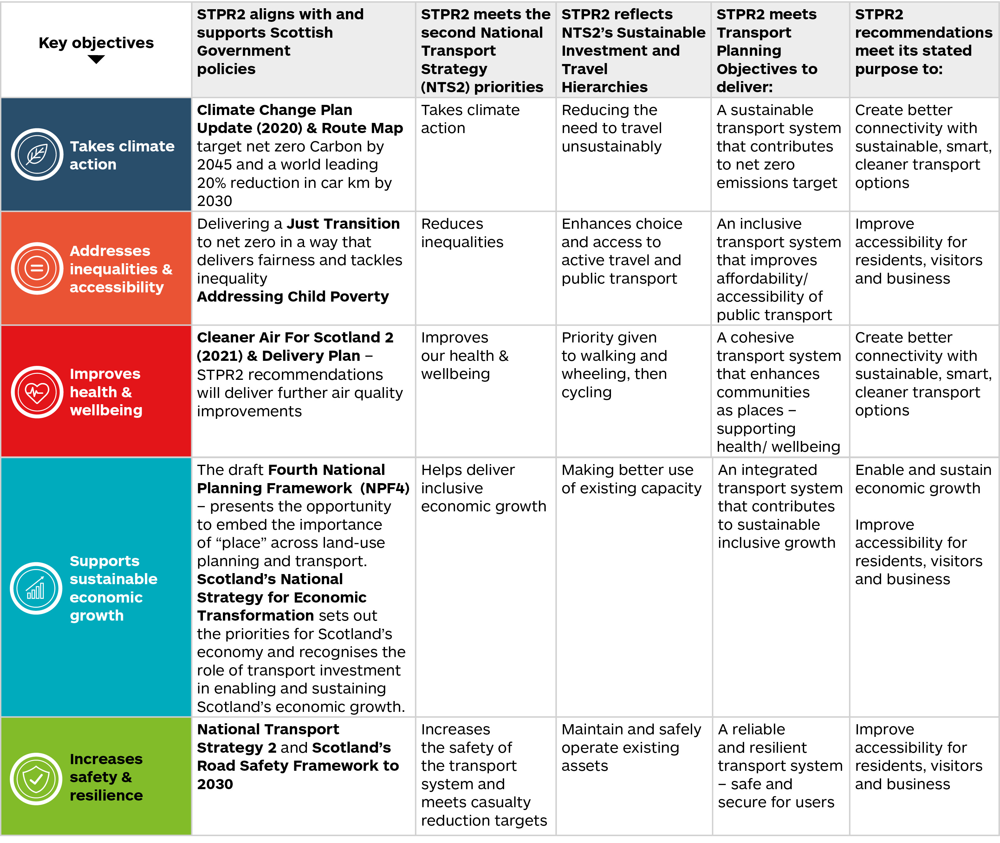 Key objectives
STPR2 aligns with and
supports Scottish
Government
policies
STPR2 meets the
second National
Transport
Strategy
(NTS2) priorities
STPR2 reflects
NTS2’s Sustainable
Investment and
Travel
Hierarchies
STPR2 meets
Transport
Planning
Objectives to
deliver:
STPR2
recommendations
meet its stated
purpose to:
Takes climate
action
Climate Change Plan
Update (2020) & Route Map
target net zero Carbon by
2045 and a world leading
20% reduction in car km by
2030
Takes climate
action
Reducing the
need to travel
unsustainably
A sustainable
transport system
that contributes
to net zero
emissions target
Create better
connectivity with
sustainable, smart,
cleaner transport
options
Addresses
inequalities &
accessibility
Delivering a Just Transition
to net zero in a way that
delivers fairness and tackles
inequality
Addressing Child Poverty
Reduces
inequalities
Enhances choice
and access to
active travel and
public transport
An inclusive
transport system
that improves
affordability/
accessibility of
public transport
Improve
accessibility for
residents, visitors
and business
Improves
health &
wellbeing
Cleaner Air For Scotland 2
(2021) & Delivery Plan –
STPR2 recommendations
will deliver further air quality
improvements
Improves
our health &
wellbeing
Priority given
to walking and
wheeling, then
cycling
A cohesive
transport system
that enhances
communities
as places –
supporting
health/ wellbeing
Create better
connectivity with
sustainable, smart,
cleaner transport
options
Supports
sustainable
economic
growth
The draft Fourth National
Planning Framework (NPF4)
– presents the opportunity
to embed the importance
of “place” across land-use
planning and transport.
Scotland’s National
Strategy for Economic
Transformation sets out
the priorities for Scotland’s
economy and recognises the
role of transport investment
in enabling and sustaining
Scotland’s economic growth.
Helps deliver
inclusive
economic growth
Making better use
of existing capacity
An integrated
transport system
that contributes
to sustainable
inclusive growth
Enable and sustain
economic growth
Improve
accessibility for
residents, visitors
and business
Increases
safety &
resilience
National Transport
Strategy 2 and Scotland’s
Road Safety Framework to
2030
Increases
the safety of
the transport
system and
meets casualty
reduction targets
Maintain and safely
operate existing
assets
A reliable
and resilient
transport system
– safe and
secure for users
Improve
accessibility for
residents, visitors
and business